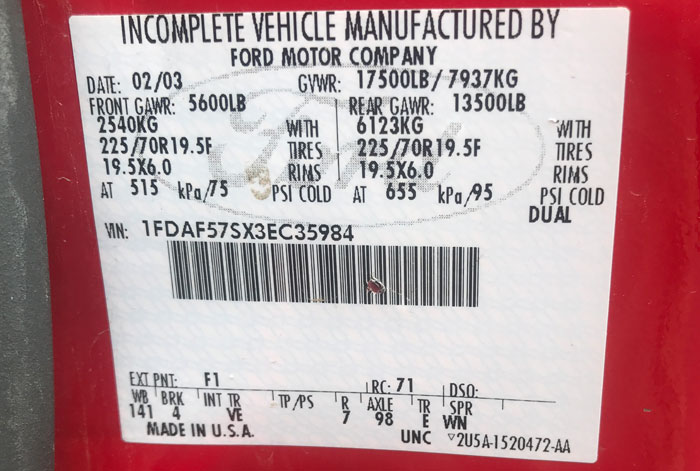 INCOMPLETE VEHICLE MANUFACTURED BY
FORD MOTOR COMPANY
DATE: 02/03 GVWR: 17500LB/7937KG
FRONT GAWR: 5600LB REAR GAWR: 13500LB
2540KG WITH 6123KG WITH
225/70R19.5F TIRES 225/70R19.5F TIRES
19.5X6.0 RIMS 19.5X6.0 RIMS
AT 515 kPa/75 PSI COLD AT 655 kPa/95 PSI COLD
DUAL
VIN: 1FDAF57SX3EC35984
Ford
EXT PNT: F1 RC: 71 DSO:
WB BRK INT TR TP/PS R AXLE TR SPR
141 4 VE 7 98 E WN
MADE IN U.S.A. UNC ▽2U5A-1520472-AA